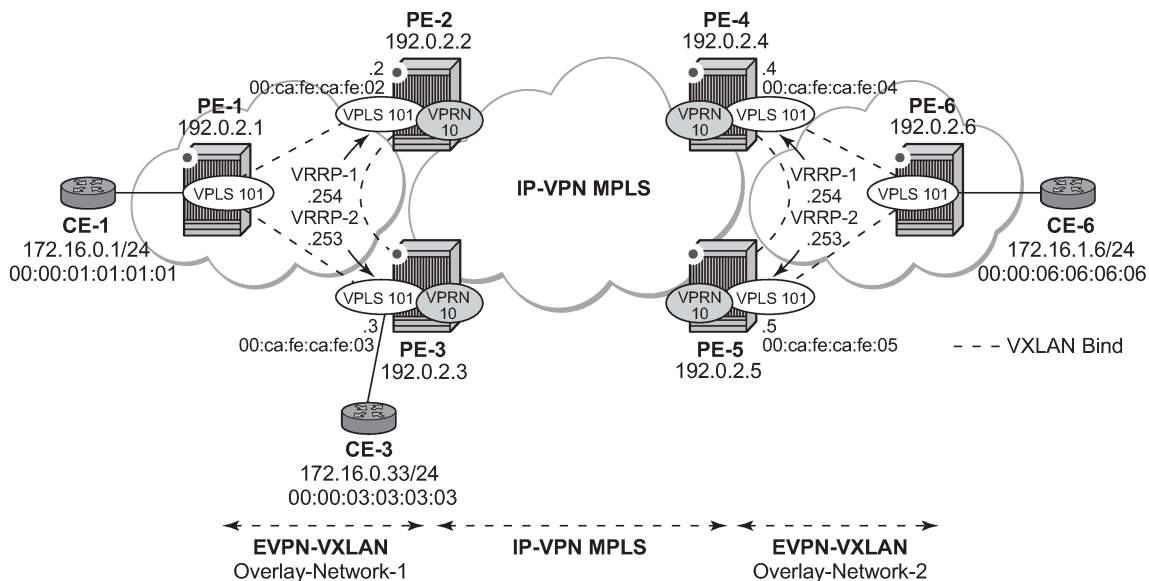 PE-2
192.0.2.2
.2
00:ca:fe:ca:fe:02
VPLS 101
VPRN
10
PE-4
192.0.2.4
.4
00:ca:fe:ca:fe:04
VPRN
10
VPLS 101
PE-1
192.0.2.1
VPLS 101
PE-6
192.0.2.6
VPLS 101
VRRP-1
.254
VRRP-2
.253
IP-VPN MPLS
VRRP-1
.254
VRRP-2
.253
CE-1
172.16.0.1/24
00:00:01:01:01:01
CE-6
172.16.1.6/24
00:00:06:06:06:06
VPLS 101
VPRN
10
.3
00:ca:fe:ca:fe:03
PE-3
192.0.2.3
VPRN
10
VPLS 101
.5
00:ca:fe:ca:fe:05
PE-5
192.0.2.5
VXLAN Bind
CE-3
172.16.0.33/24
00:00:03:03:03:03
EVPN-VXLAN
Overlay-Network-1
IP-VPN MPLS
EVPN-VXLAN
Overlay-Network-2